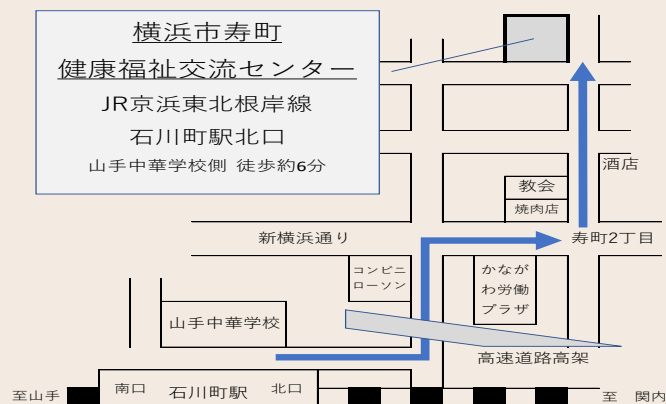 横浜市寿町
健康福祉交流センター
JR京浜東北根岸線
石川町駅北口
山手中華学校側 徒歩約6分
酒店
教会
焼肉店
新横浜通り
寿町2丁目
コンビニ
ローソン
かなが
わ労働
プラザ
山手中華学校
高速道路高架
至山手
南口
石川町駅
北口
至 関内